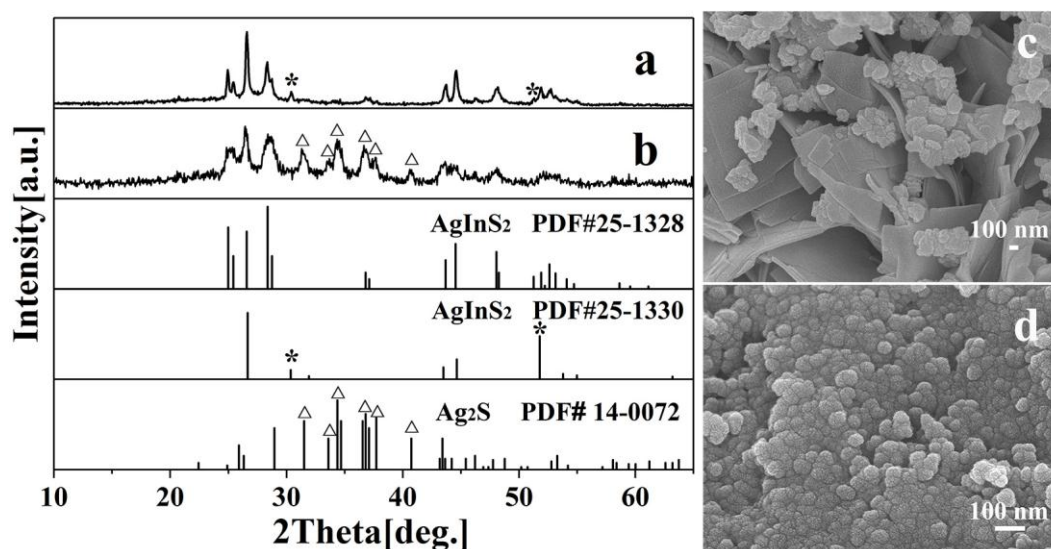 Intensity[a.u.]
a
*
*
b
△ △ △ △ △ △
AgInS₂ PDF#25-1328
AgInS₂ PDF#25-1330
*
*
Ag₂S PDF# 14-0072
△ △ △ △ △ △
10 20 30 40 50 60
2Theta[deg.]
c
100 nm
d
100 nm